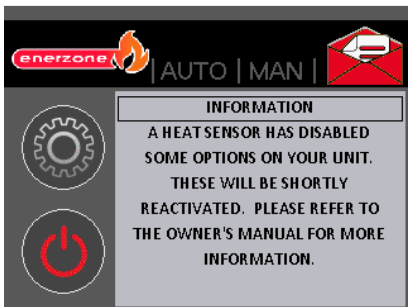 enerzone | AUTO | MAN |
INFORMATION
A HEAT SENSOR HAS DISABLED
SOME OPTIONS ON YOUR UNIT.
THESE WILL BE SHORTLY
REACTIVATED. PLEASE REFER TO
THE OWNER'S MANUAL FOR MORE
INFORMATION.